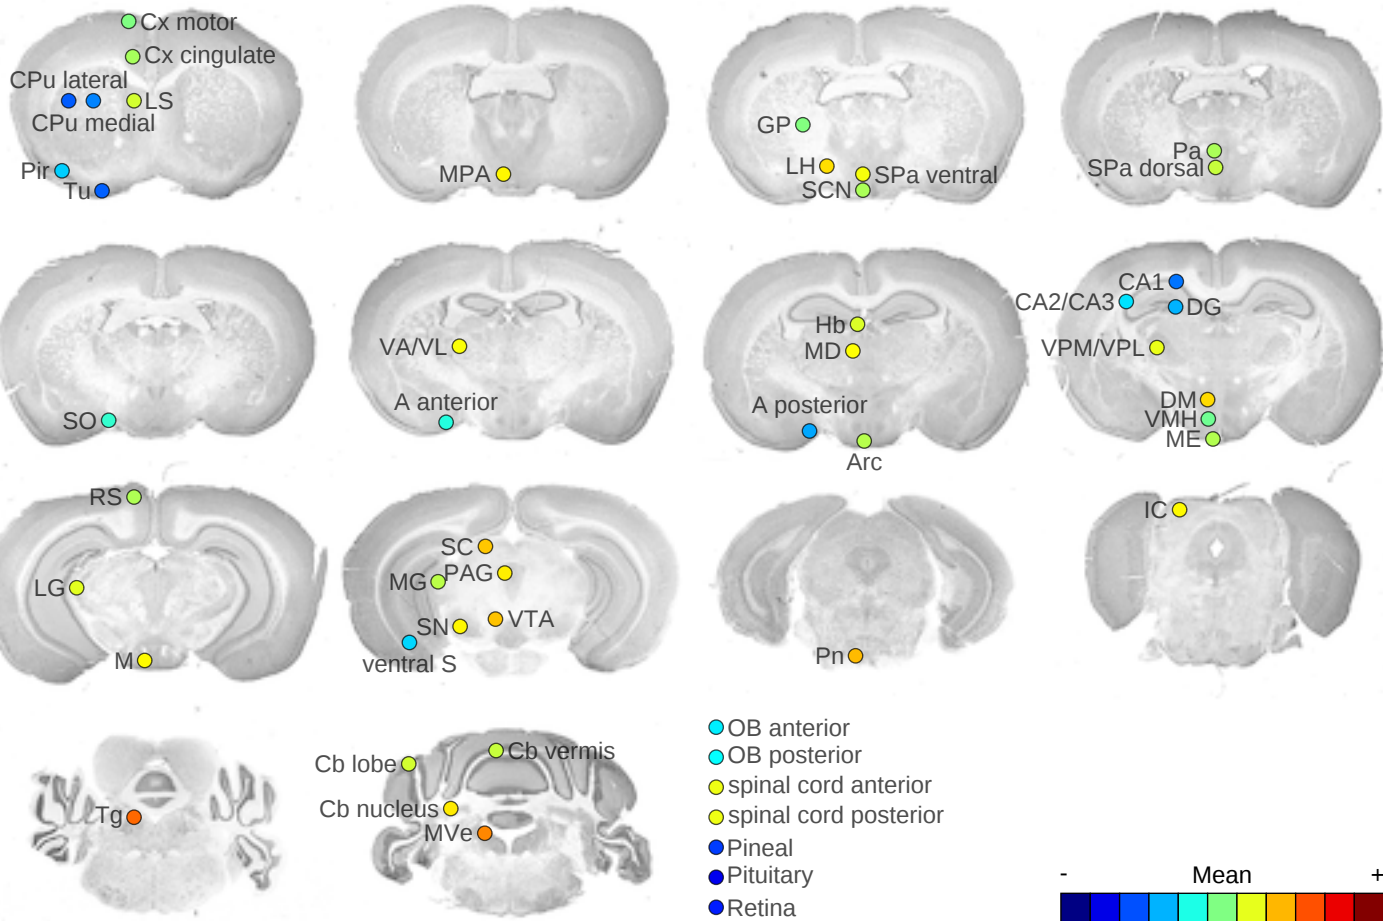 Cx motor
Cx cingulate
CPu lateral
LS
CPu medial
Pir
Tu
MPA
GP
LH
SPa ventral
SCN
Pa
SPa dorsal
SO
VA/VL
A anterior
Hb
MD
A posterior
Arc
CA1
CA2/CA3
DG
VPM/VPL
DM
VMH
ME
RS
LG
M
SC
PAG
MG
VTA
SN
ventral S
Pn
IC
Tg
Cb vermis
Cb lobe
Cb nucleus
MVe
OB anterior
OB posterior
spinal cord anterior
spinal cord posterior
Pineal
Pituitary
Retina
- Mean +